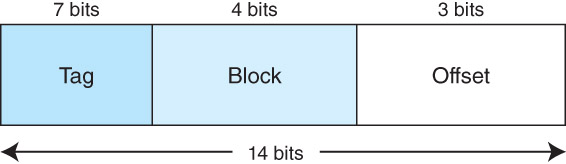 7 bits 4 bits 3 bits
Tag Block Offset
14 bits